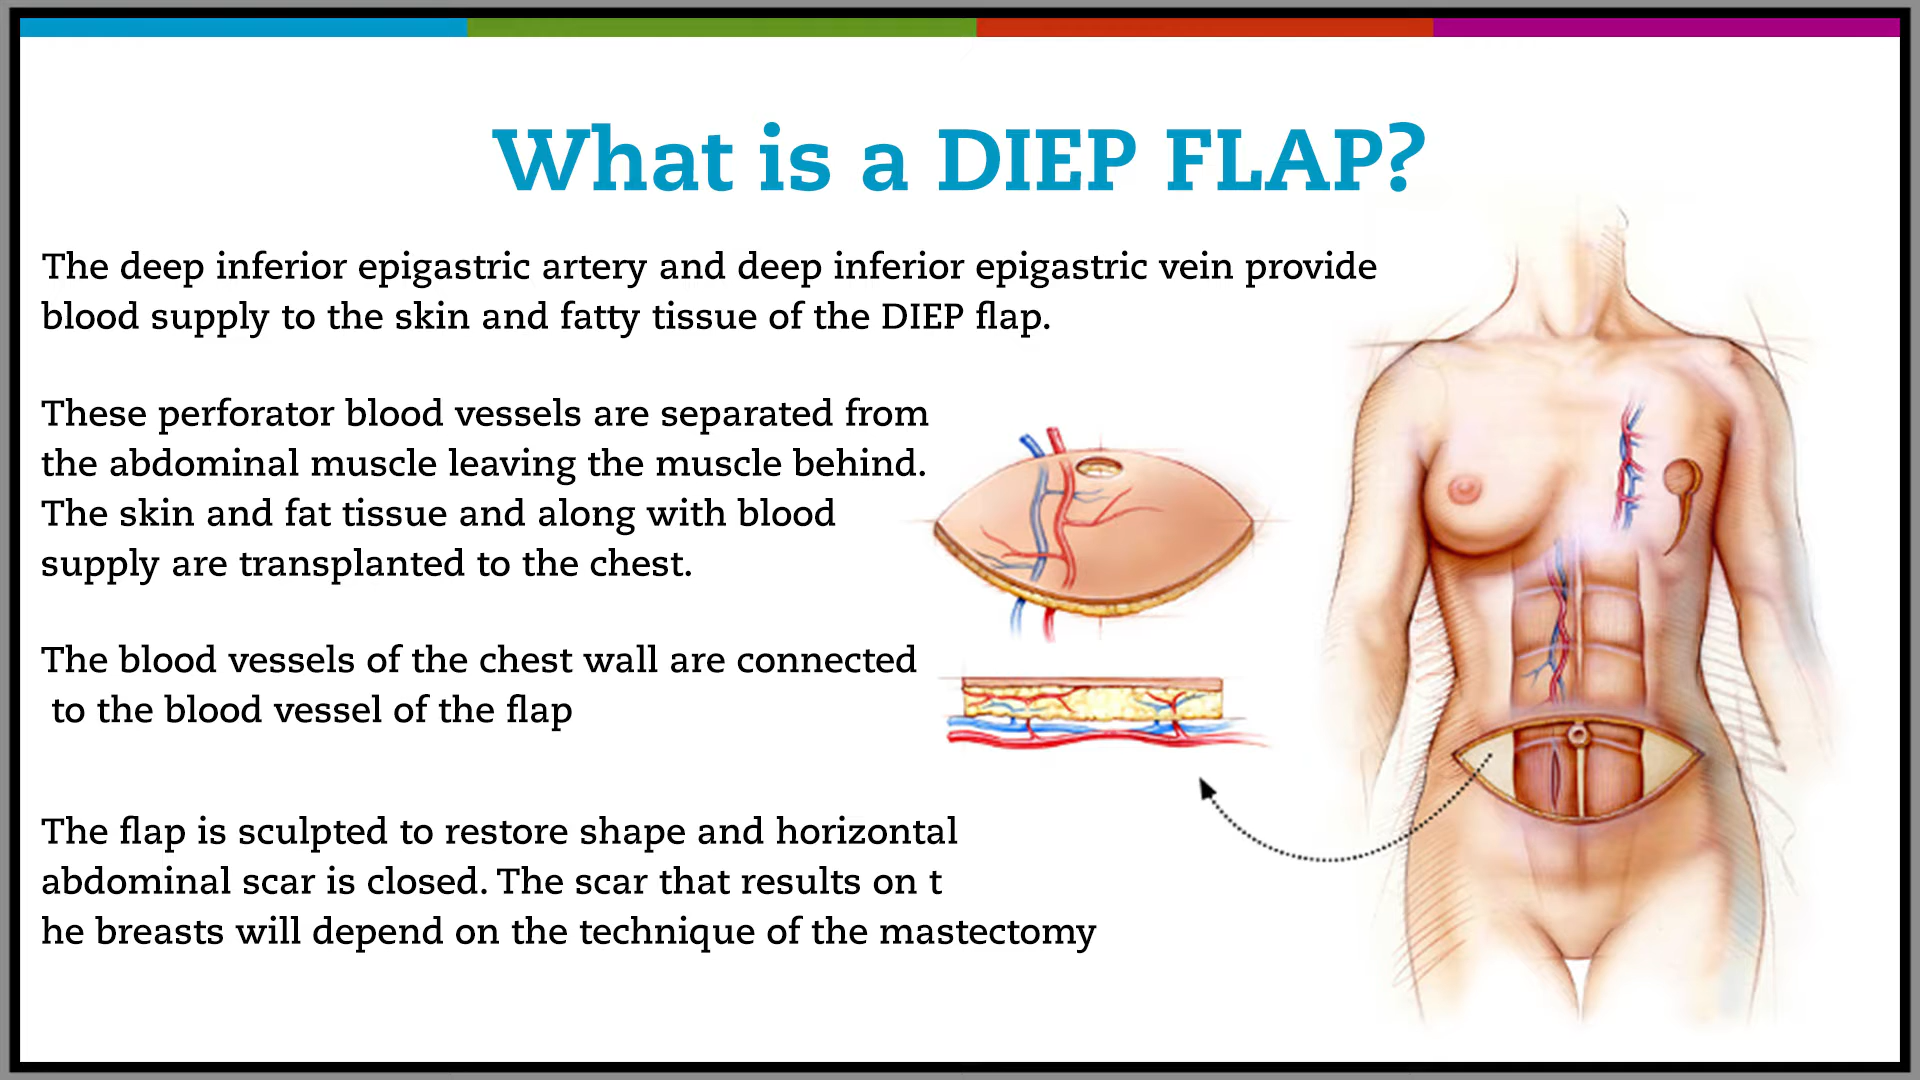 What is a DIEP FLAP?
The deep inferior epigastric artery and deep inferior epigastric vein provide
blood supply to the skin and fatty tissue of the DIEP flap.
These perforator blood vessels are separated from
the abdominal muscle leaving the muscle behind.
The skin and fat tissue and along with blood
supply are transplanted to the chest.
The blood vessels of the chest wall are connected
to the blood vessel of the flap
The flap is sculpted to restore shape and horizontal
abdominal scar is closed. The scar that results on t
he breasts will depend on the technique of the mastectomy